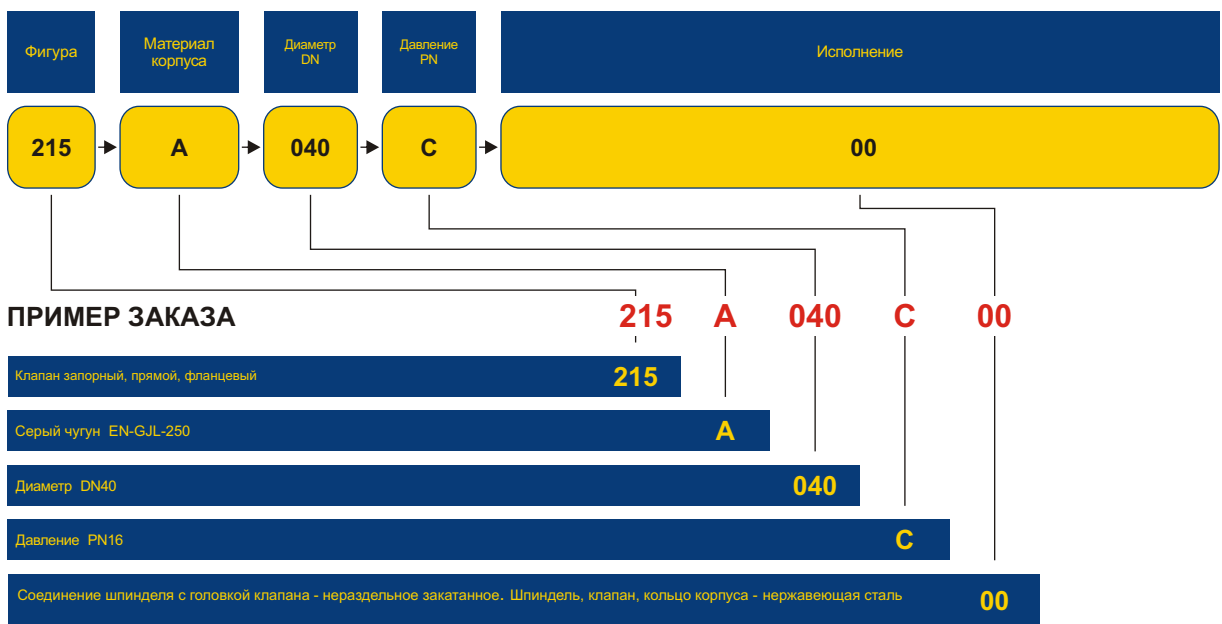 Фигура
Материал
корпуса
Диаметр
DN
Давление
PN
Исполнение
215
A
040
C
00
ПРИМЕР ЗАКАЗА
215 A 040 C 00
Клапан запорный, прямой, фланцевый 215
Серый чугун EN-GJL-250 A
Диаметр DN40 040
Давление PN16 C
Соединение шпинделя с головкой клапана - нераздельное закатанное. Шпиндель, клапан, кольцо корпуса - нержавеющая сталь 00